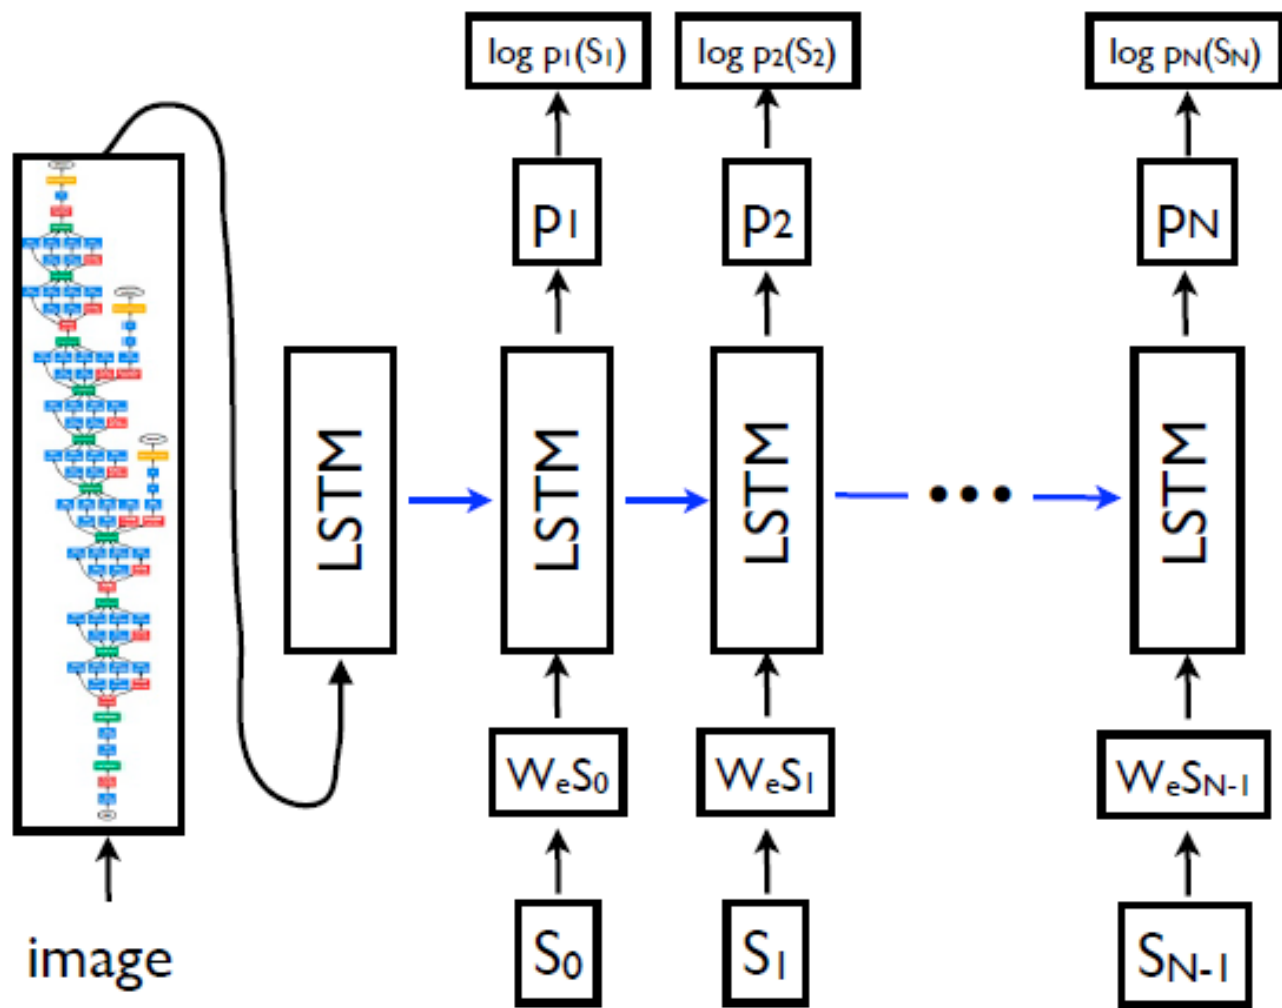 log p₁(S₁) log p₂(S₂) log pN(SN)
p₁ p₂ pN
LSTM LSTM LSTM ••• LSTM
WₑS₀ WₑS₁ WₑSN-1
image S₀ S₁ SN-1